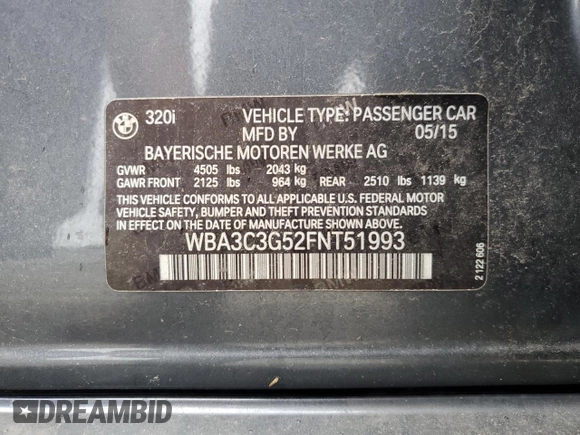 320i VEHICLE TYPE: PASSENGER CAR
MFD BY 05/15
BAYERISCHE MOTOREN WERKE AG
GVWR 4505 lbs 2043 kg
GAWR FRONT 2125 lbs 964 kg REAR 2510 lbs 1139 kg
THIS VEHICLE CONFORMS TO ALL APPLICABLE U.S. FEDERAL MOTOR
VEHICLE SAFETY, BUMPER AND THEFT PREVENTION STANDARDS
IN EFFECT ON THE DATE OF MANUFACTURE SHOWN ABOVE.
WBA3C3G52FNT51993
2 122 606
DREAMBID